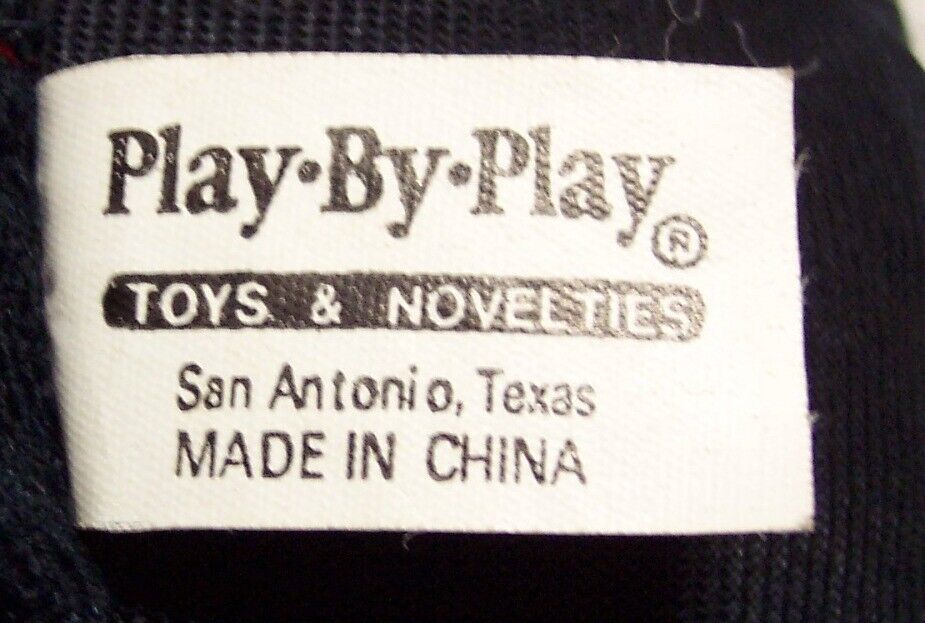 Play·By·Play®
TOYS & NOVELTIES
San Antonio, Texas
MADE IN CHINA